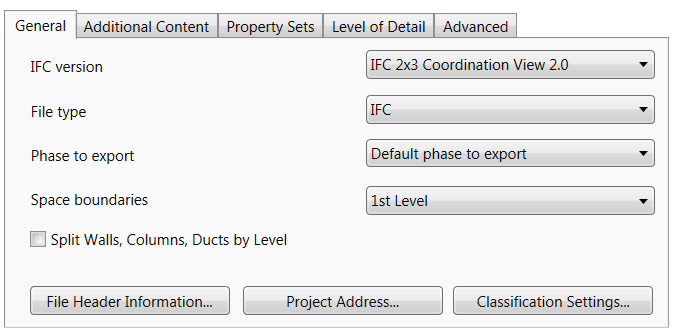 General Additional Content Property Sets Level of Detail Advanced
IFC version IFC 2x3 Coordination View 2.0
File type IFC
Phase to export Default phase to export
Space boundaries 1st Level
Split Walls, Columns, Ducts by Level
File Header Information... Project Address... Classification Settings...